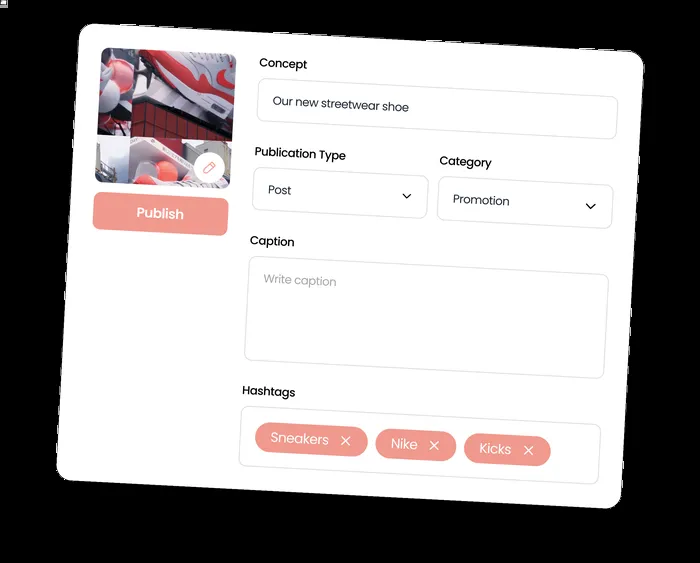 Concept
Our new streetwear shoe
Publication Type
Category
Post
Promotion
Publish
Caption
Write caption
Hashtags
Sneakers
Nike
Kicks